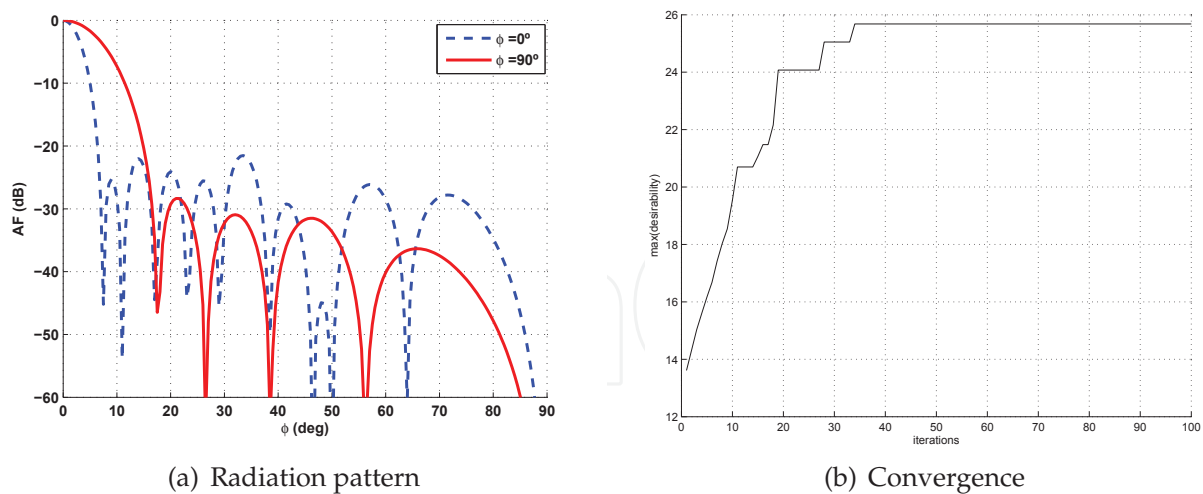 0
−10
−20
−30
−40
−50
−60
AF (dB)
0 10 20 30 40 50 60 70 80 90
ϕ (deg)
ϕ =0º
ϕ =90º
(a) Radiation pattern
26
24
22
20
18
16
14
12
max(desirability)
0 10 20 30 40 50 60 70 80 90 100
iterations
(b) Convergence